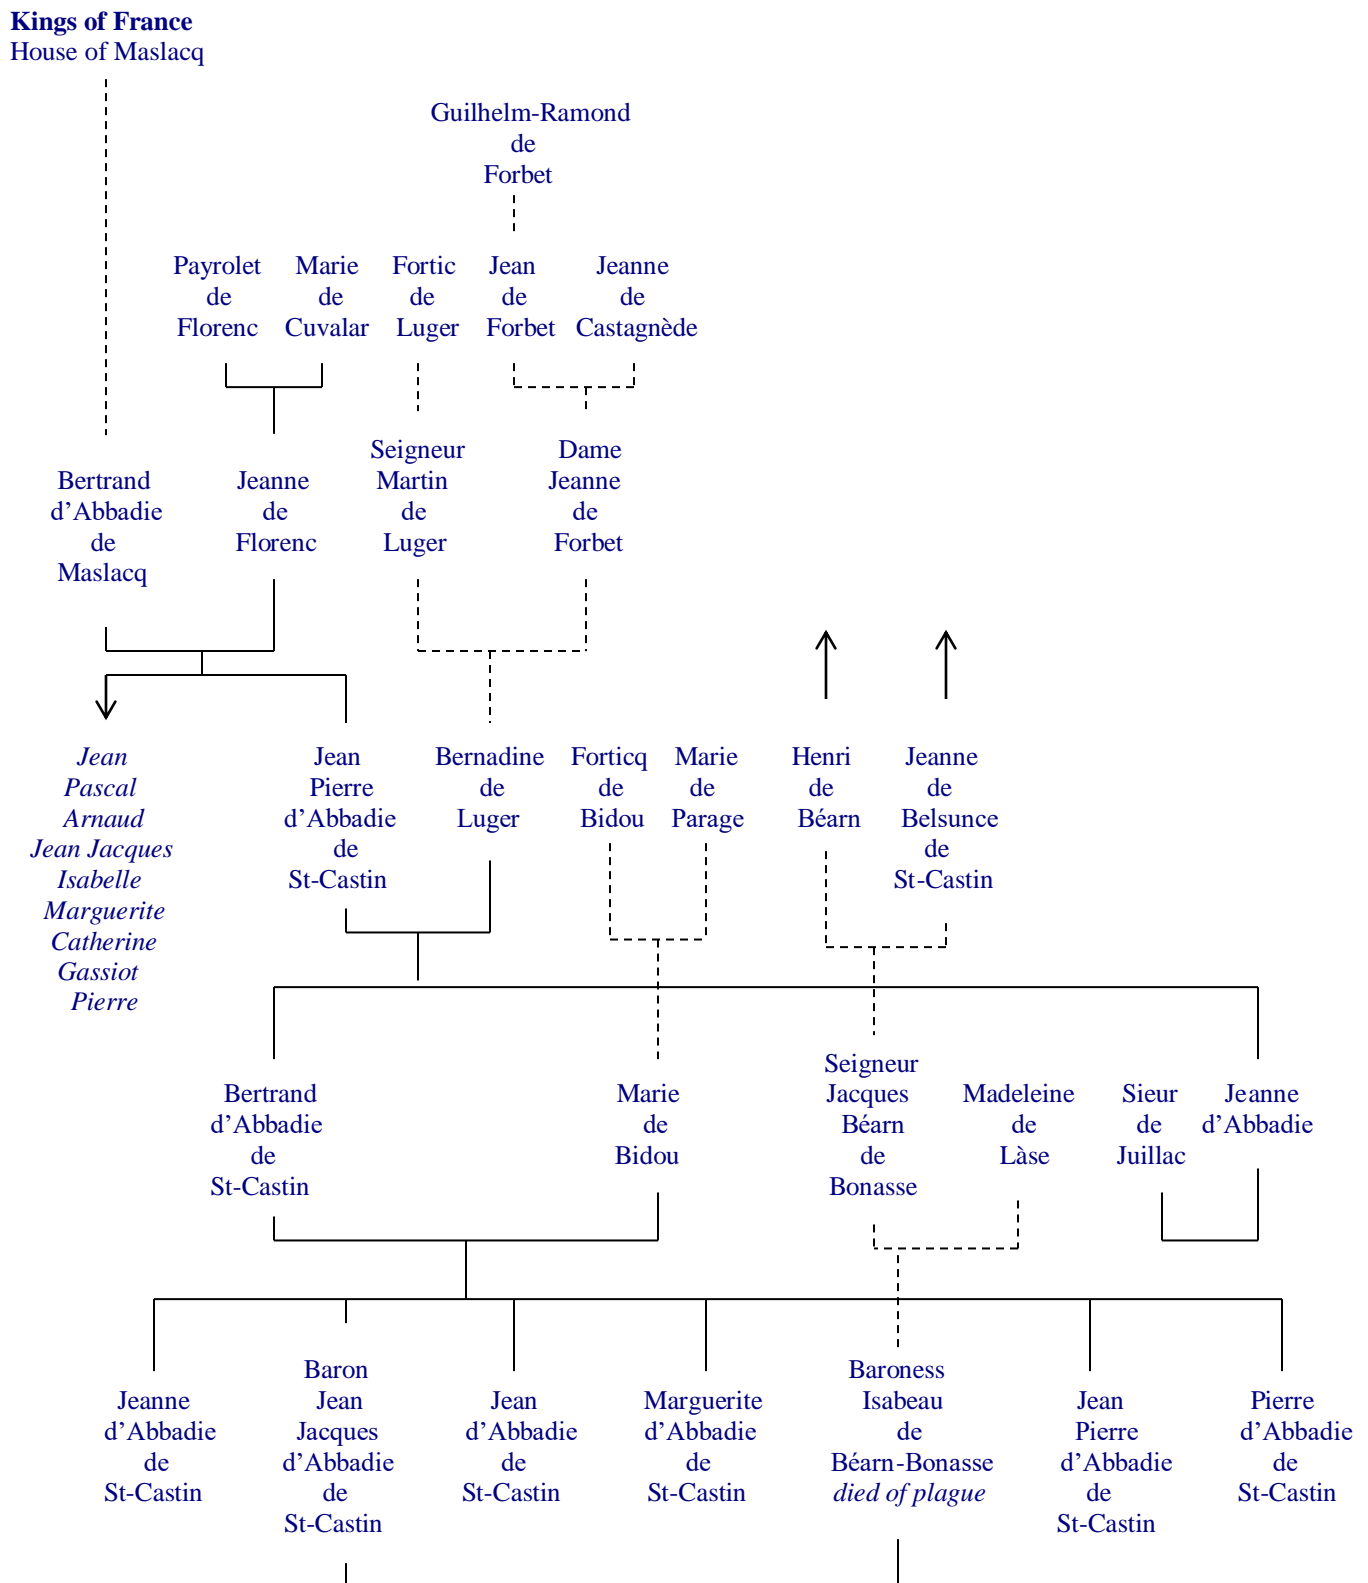 Kings of France
House of Maslacq
Guilhelm-Ramond
de
Forbet
Payrolet
de
Florenc
Marie
de
Cuvalar
Fortic
de
Luger
Jean
de
Forbet
Jeanne
de
Castagnède
Bertrand
d’Abbadie
de
Maslacq
Jeanne
de
Florenc
Seigneur
Martin
de
Luger
Dame
Jeanne
de
Forbet
Jean
Pascal
Arnaud
Jean Jacques
Isabelle
Marguerite
Catherine
Gassiot
Pierre
Jean
Pierre
d’Abbadie
de
St-Castin
Bernadine
de
Luger
Forticq
de
Bidou
Marie
de
Parage
Henri
de
Béarn
Jeanne
de
Belsunce
de
St-Castin
Bertrand
d’Abbadie
de
St-Castin
Marie
de
Bidou
Seigneur
Jacques
Béarn
de
Bonasse
Madeleine
de
Làse
Sieur
de
Juillac
Jeanne
d’Abbadie
Jeanne
d’Abbadie
de
St-Castin
Baron
Jean
Jacques
d’Abbadie
de
St-Castin
Jean
d’Abbadie
de
St-Castin
Marguerite
d’Abbadie
de
St-Castin
Baroness
Isabeau
de
Béarn-Bonasse
died of plague
Jean
Pierre
d’Abbadie
de
St-Castin
Pierre
d’Abbadie
de
St-Castin